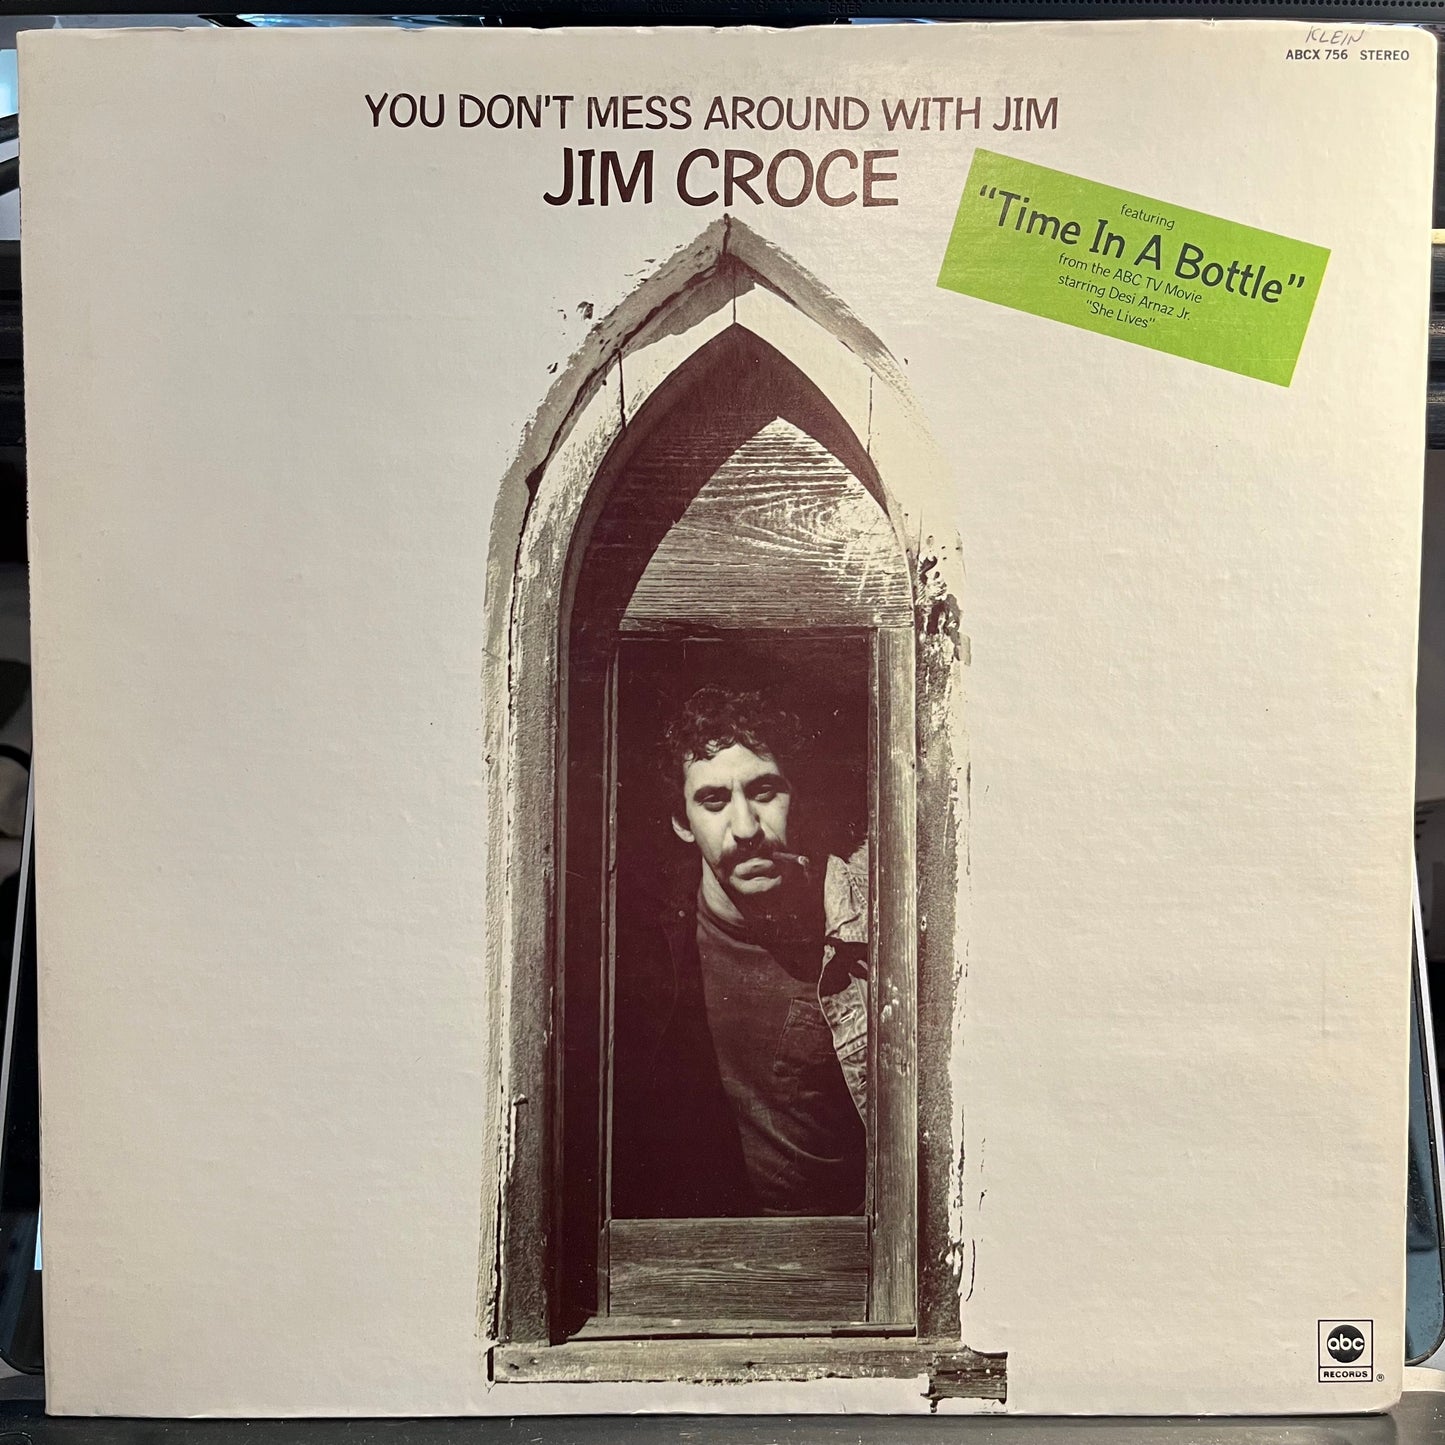 KLEIN
ABCX 756 STEREO
YOU DON'T MESS AROUND WITH JIM
JIM CROCE
featuring
"Time In A Bottle"
from the ABC TV Movie
starring Desi Arnaz Jr.
"She Lives"
abc
RECORDS ®